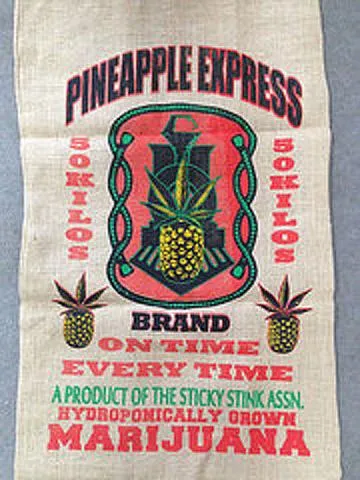 PINEAPPLE EXPRESS
50 KILOS
50 KILOS
BRAND
ON TIME
EVERY TIME
A PRODUCT OF THE STICKY STINK ASSN.
HYDROPONICALLY GROWN
MARIJUANA